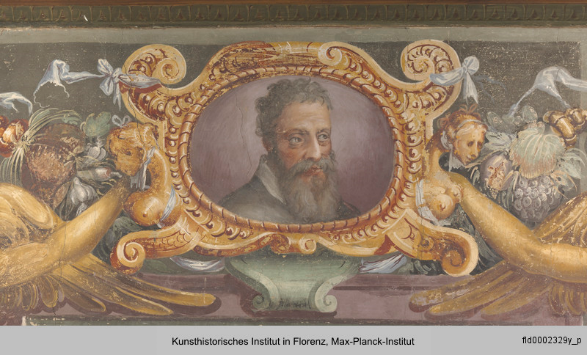 Kunsthistorisches Institut in Florenz, Max-Planck-Institut
fld0002329y_p